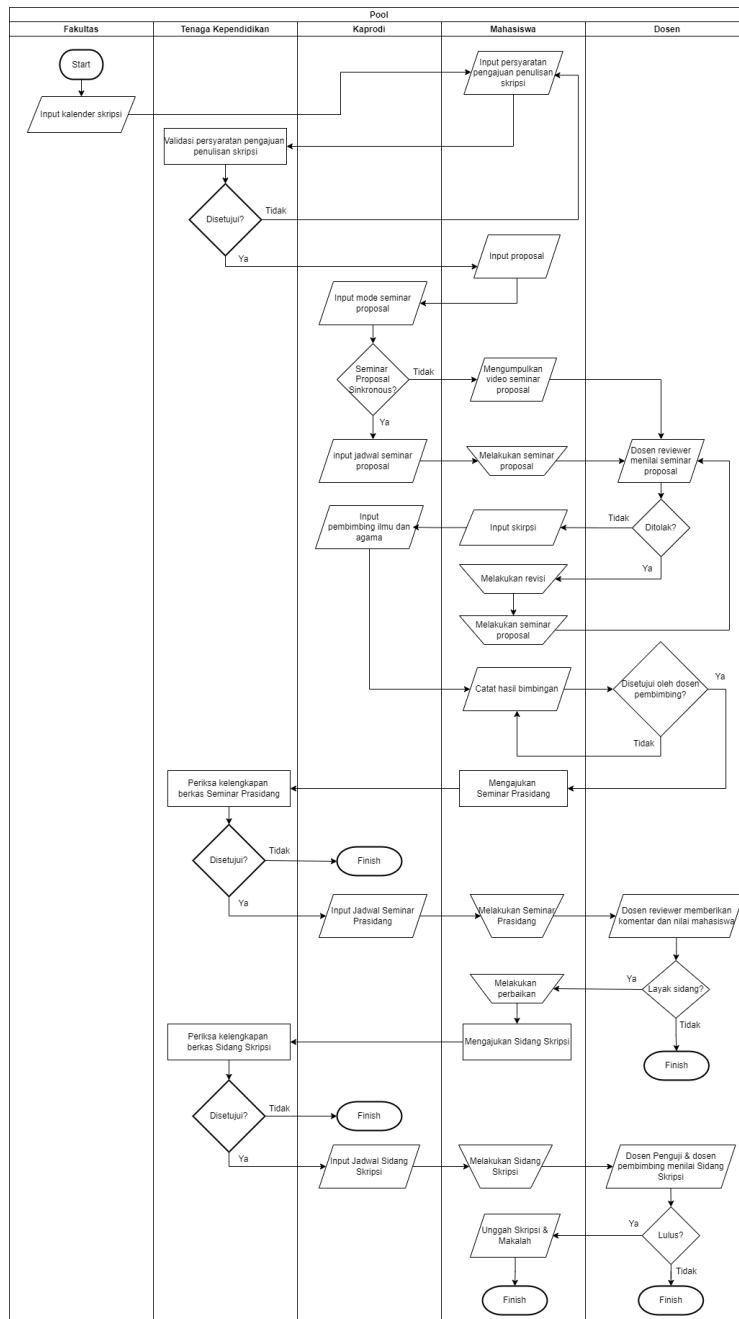 Pool
Fakultas
Tenaga Kependidikan
Kaprodi
Mahasiswa
Dosen
Start
Input persyaratan
pengajuan penulisan
skripsi
Input kalender skripsi
Validasi persyaratan pengajuan
penulisan skripsi
Disetujui?
Tidak
Ya
Input proposal
Input mode seminar
proposal
Seminar
Proposal
Sinkronous?
Tidak
Ya
Mengumpulkan
video seminar
proposal
input jadwal seminar
proposal
Melakukan seminar
proposal
Dosen reviewer
menilai seminar
proposal
Input
pembimbing ilmu dan
agama
Input skirpsi
Tidak
Ditolak?
Ya
Melakukan revisi
Melakukan seminar
proposal
Catat hasil bimbingan
Disetujui oleh dosen
pembimbing?
Ya
Tidak
Periksa kelengkapan
berkas Seminar Prasidang
Mengajukan
Seminar Prasidang
Disetujui?
Tidak
Finish
Ya
Input Jadwal Seminar
Prasidang
Melakukan Seminar
Prasidang
Dosen reviewer memberikan
komentar dan nilai mahasiswa
Melakukan
perbaikan
Ya
Layak sidang?
Tidak
Finish
Periksa kelengkapan
berkas Sidang Skripsi
Mengajukan Sidang Skripsi
Disetujui?
Tidak
Finish
Ya
Input Jadwal Sidang
Skripsi
Melakukan Sidang
Skripsi
Dosen Penguji & dosen
pembimbing menilai Sidang
Skripsi
Unggah Skripsi &
Makalah
Ya
Lulus?
Tidak
Finish
Finish